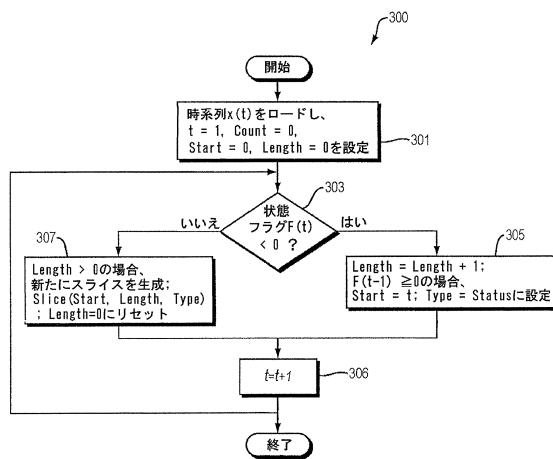 300
開始
時系列x(t)をロードし、
t = 1, Count = 0,
Start = 0, Length = 0を設定
301
303
状態
フラグF(t)
< 0 ?
いいえ
はい
307
Length > 0の場合、
新たにスライスを生成;
Slice(Start, Length, Type)
; Length=0にリセット
305
Length = Length + 1;
F(t-1) ≧0の場合、
Start = t; Type = Statusに設定
t=t+1
306
終了